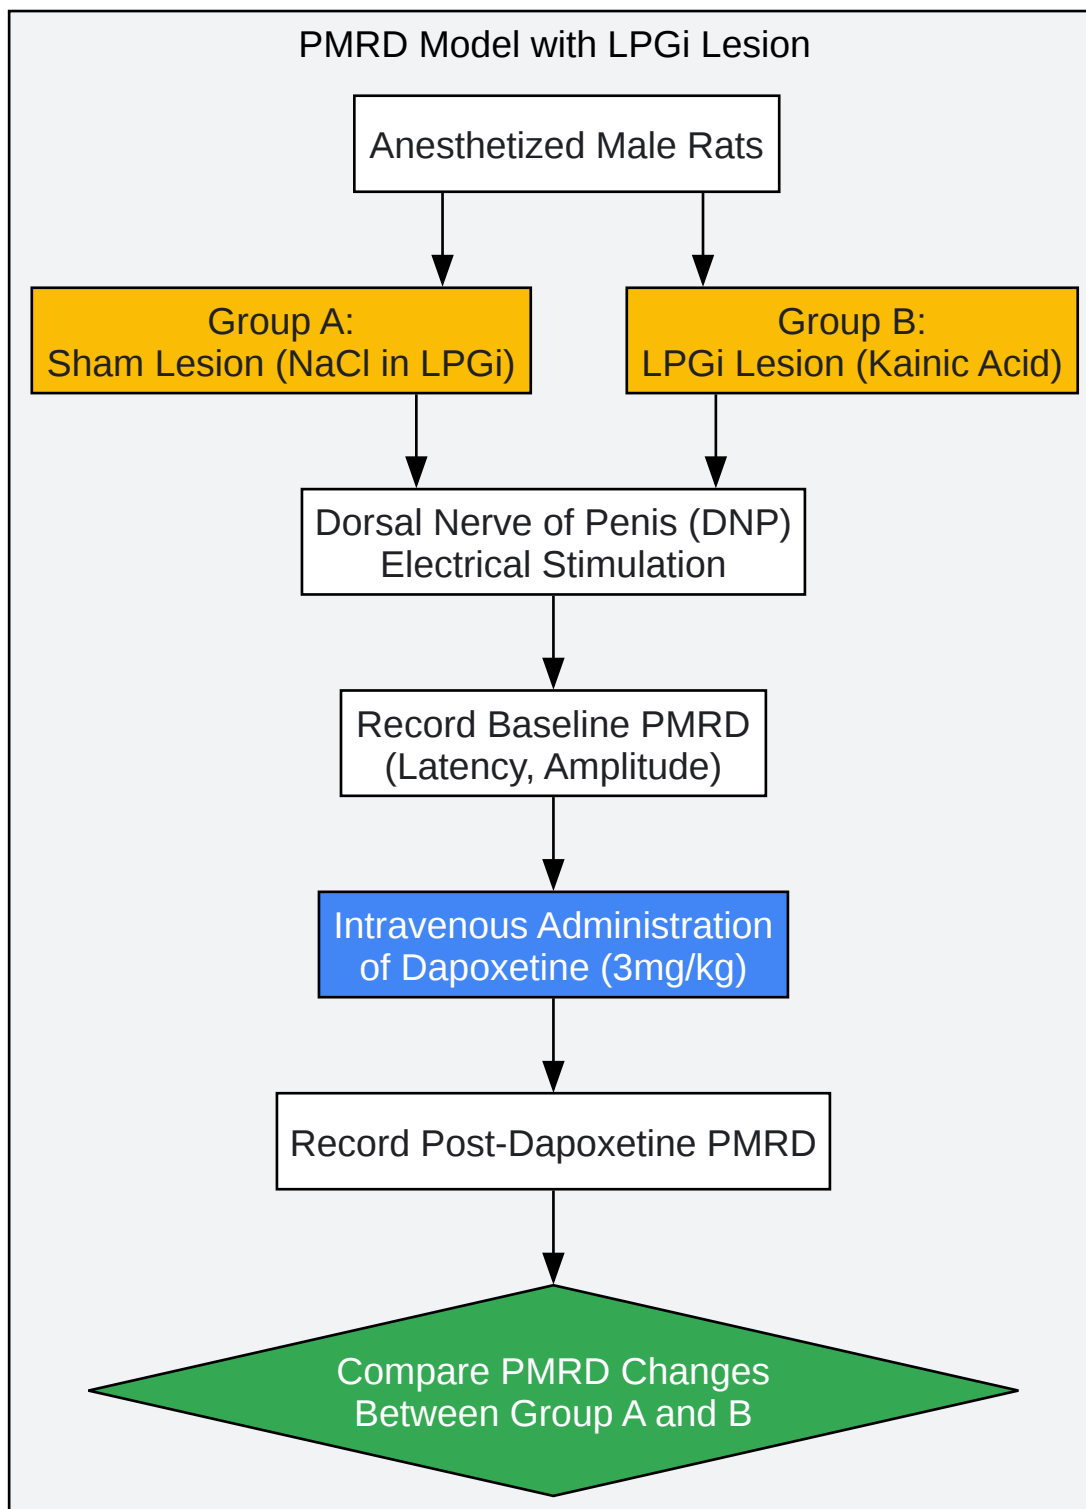 PMRD Model with LPGi Lesion
Anesthetized Male Rats
Group A:
Sham Lesion (NaCl in LPGi)
Group B:
LPGi Lesion (Kainic Acid)
Dorsal Nerve of Penis (DNP)
Electrical Stimulation
Record Baseline PMRD
(Latency, Amplitude)
Intravenous Administration
of Dapoxetine (3mg/kg)
Record Post-Dapoxetine PMRD
Compare PMRD Changes
Between Group A and B